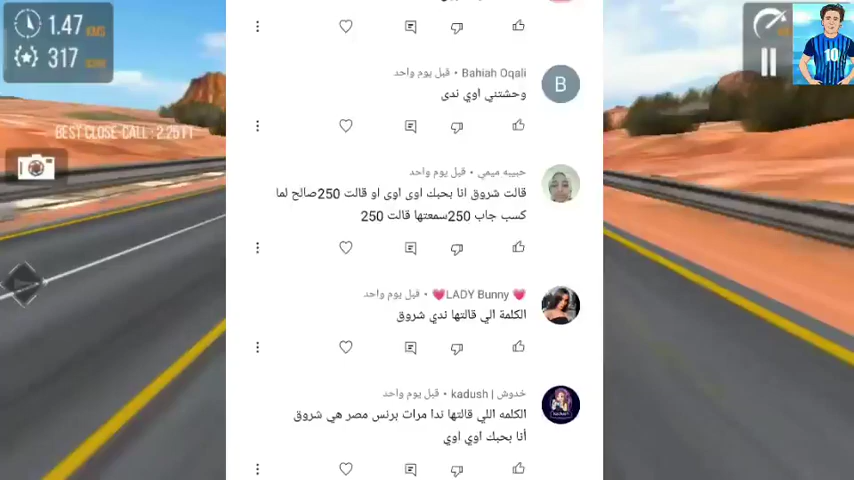 1.47 KMS
317
BEST CLOSE-CALL : 2.25 FT
10
Bahiah Oqali • قبل يوم واحد
وحشتني اوي ندى
B
حبيبه ميمي • قبل يوم واحد
قالت شروق انا بحبك اوى اوى او قالت 250صالح لما
كسب جاب 250سمعتها قالت 250
💗LADY Bunny 💗 • قبل يوم واحد
الكلمة الي قالتها ندي شروق
خدوش | kadush • قبل يوم واحد
الكلمه اللي قالتها ندا مرات برنس مصر هي شروق
أنا بحبك اوي اوي